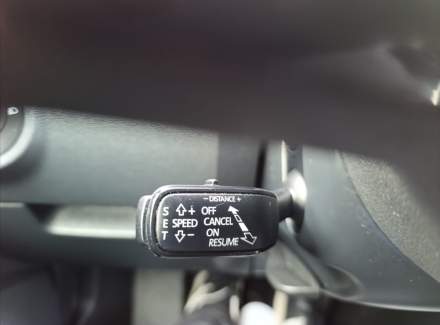 – DISTANCE +
S ⇧+ OFF
E SPEED CANCEL
T ⇩– ON
RESUME